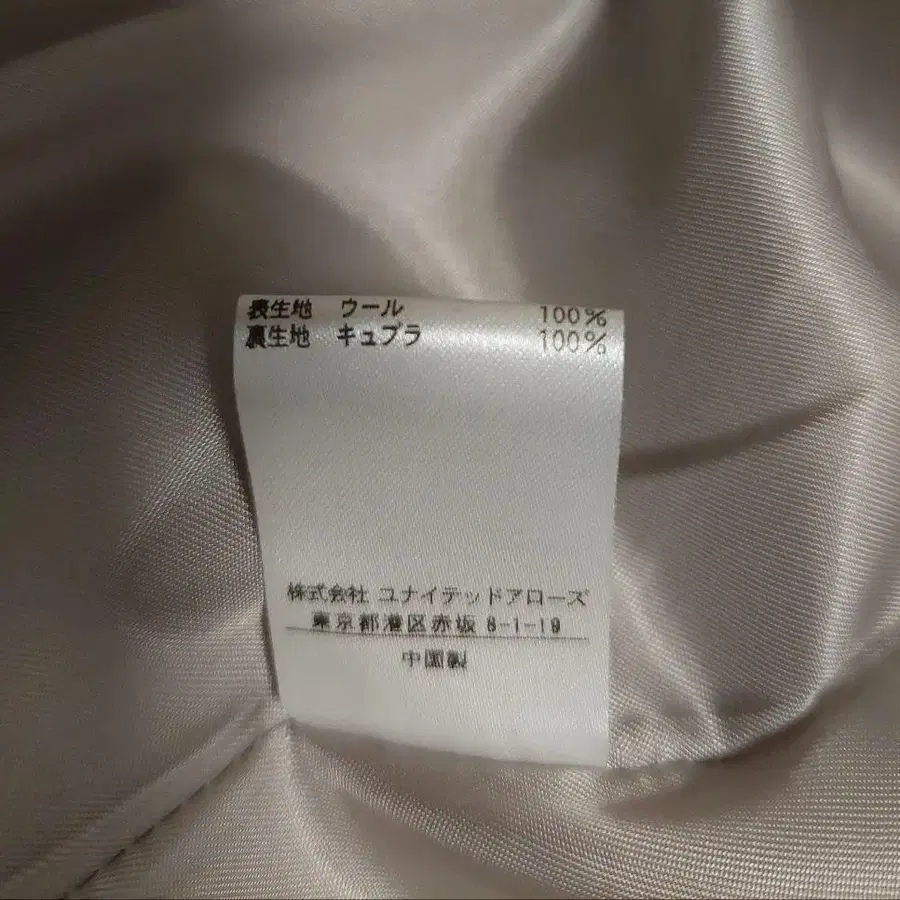 表生地 ウール 100%
裏生地 キュプラ 100%
株式会社 ユナイテッドアローズ
東京都港区赤坂 8-1-19
中国製